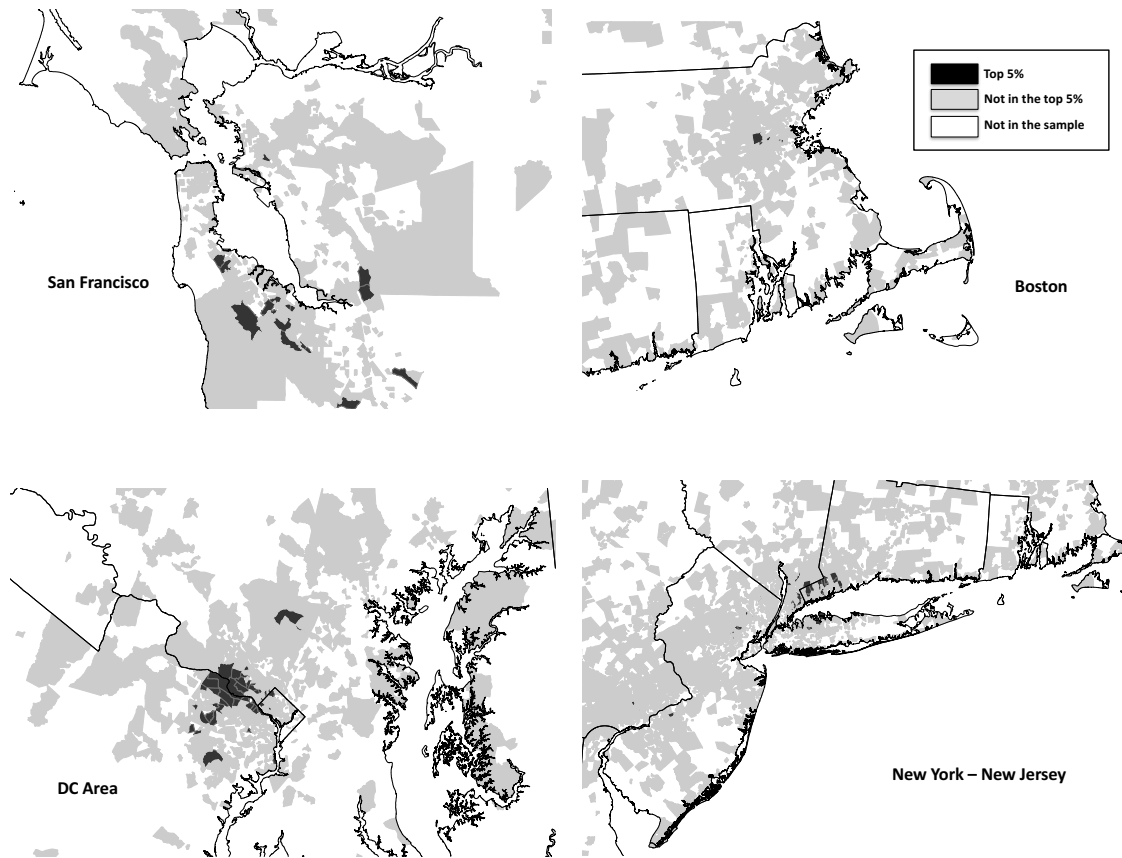 Top 5%
Not in the top 5%
Not in the sample
San Francisco
Boston
DC Area
New York – New Jersey